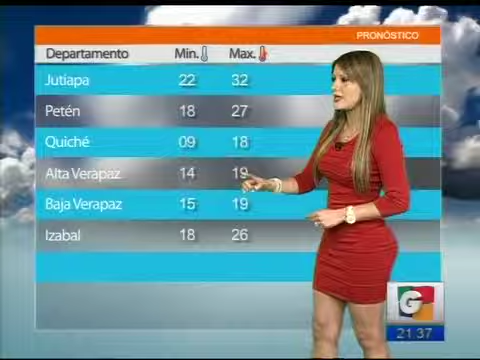 PRONÓSTICO
Departamento Min. Max.
Jutiapa 22 32
Petén 18 27
Quiché 09 18
Alta Verapaz 14 19
Baja Verapaz 15 19
Izabal 18 26
G
21:37